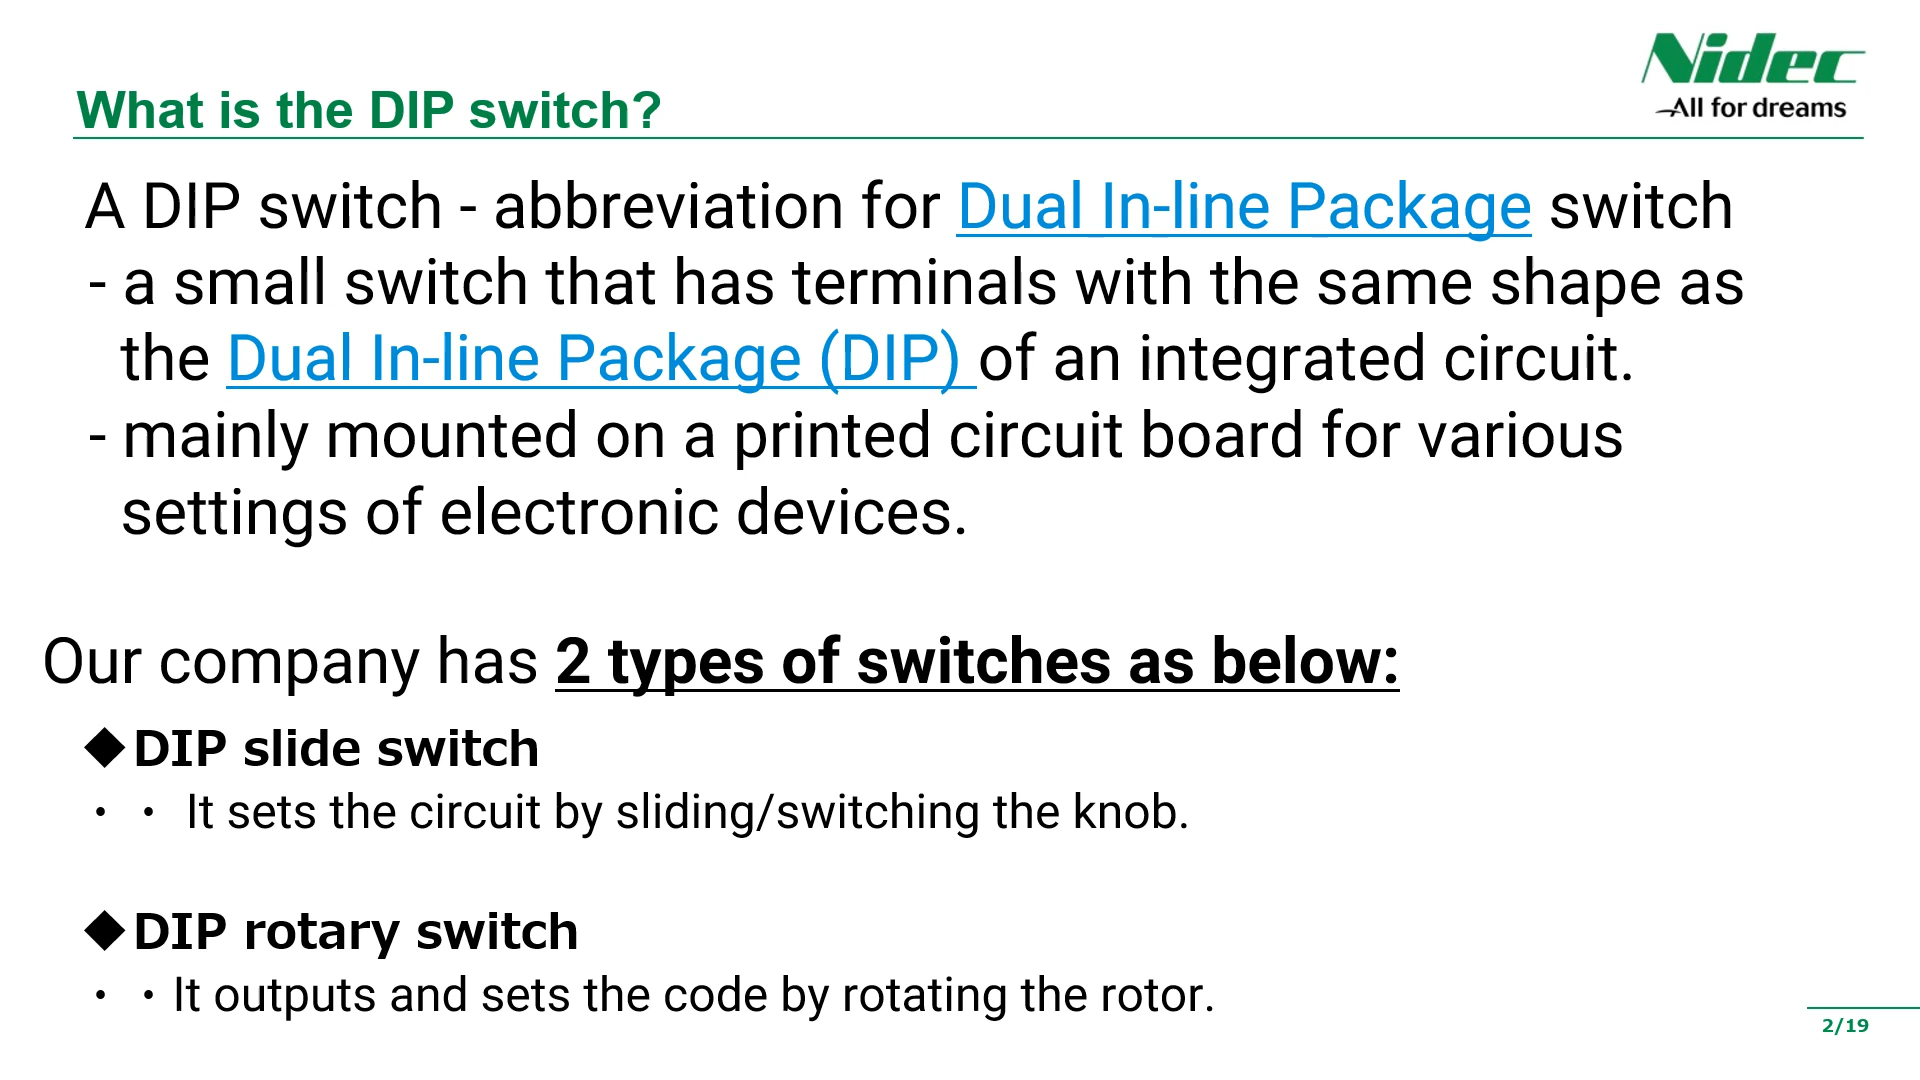 Nidec
All for dreams
What is the DIP switch?
A DIP switch - abbreviation for Dual In-line Package switch
- a small switch that has terminals with the same shape as
the Dual In-line Package (DIP) of an integrated circuit.
- mainly mounted on a printed circuit board for various
settings of electronic devices.
Our company has 2 types of switches as below:
◆DIP slide switch
・・ It sets the circuit by sliding/switching the knob.
◆DIP rotary switch
・・It outputs and sets the code by rotating the rotor.
2/19